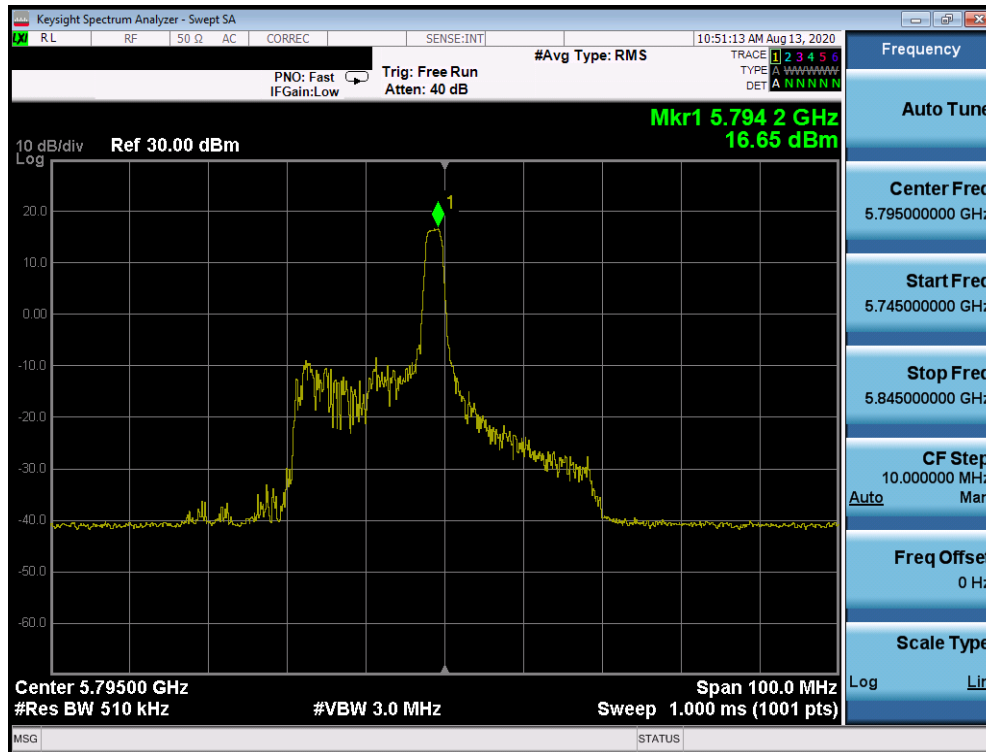 Keysight Spectrum Analyzer - Swept SA
LXI RL RF 50 Ω AC CORREC SENSE:INT 10:51:13 AM Aug 13, 2020
#Avg Type: RMS TRACE 1 2 3 4 5 6
PNO: Fast Trig: Free Run TYPE A WWWWW
IFGain:Low Atten: 40 dB DET A N N N N N
Mkr1 5.794 2 GHz
16.65 dBm
10 dB/div Ref 30.00 dBm
Log
1
20.0
10.0
0.00
-10.0
-20.0
-30.0
-40.0
-50.0
-60.0
Center 5.79500 GHz Span 100.0 MHz
#Res BW 510 kHz #VBW 3.0 MHz Sweep 1.000 ms (1001 pts)
MSG STATUS
Frequency
Auto Tune
Center Freq
5.795000000 GHz
Start Freq
5.745000000 GHz
Stop Freq
5.845000000 GHz
CF Step
10.000000 MHz
Auto Man
Freq Offset
0 Hz
Scale Type
Log Lin